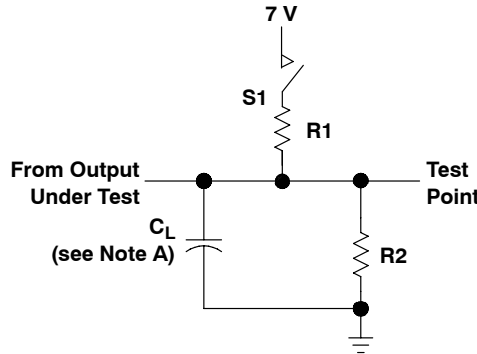 7 V
S1
R1
From Output
Under Test
Test
Point
CL
(see Note A)
R2